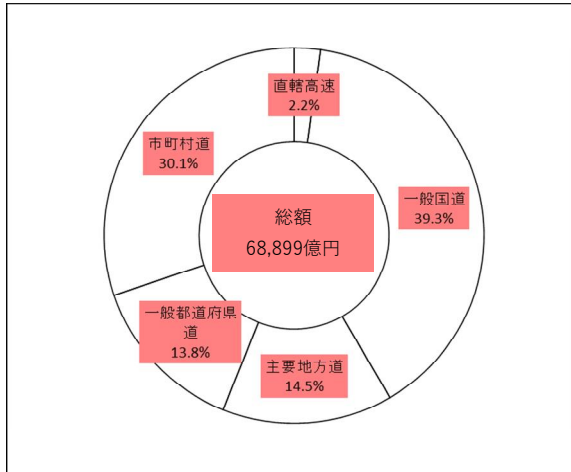 直轄高速
2.2%
市町村道
30.1%
一般国道
39.3%
総額
68,899億円
一般都道府県
道
13.8%
主要地方道
14.5%